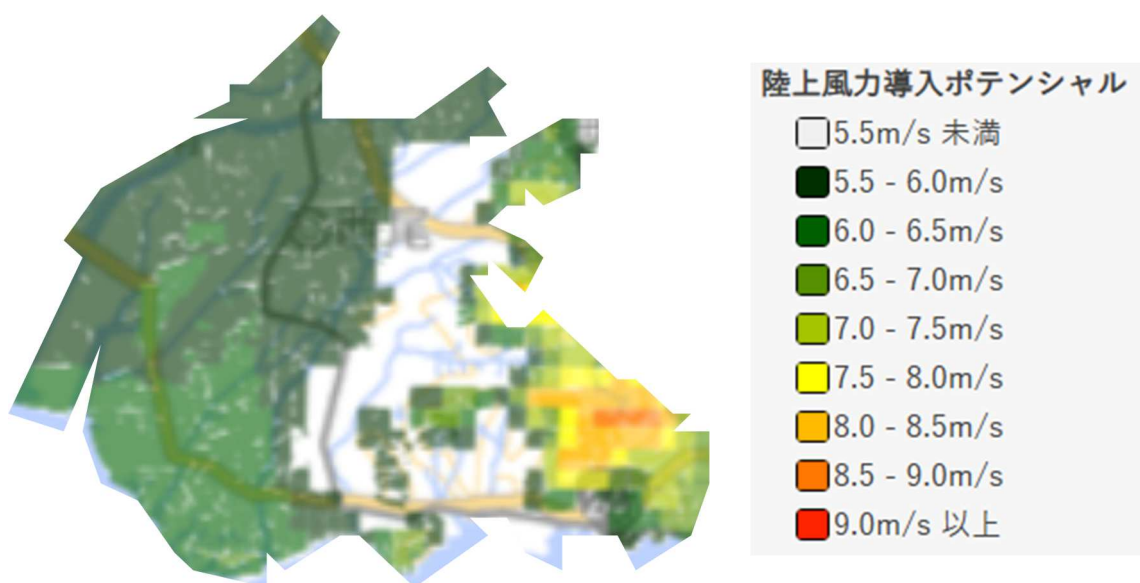 陸上風力導入ポテンシャル
5.5m/s 未満
5.5 - 6.0m/s
6.0 - 6.5m/s
6.5 - 7.0m/s
7.0 - 7.5m/s
7.5 - 8.0m/s
8.0 - 8.5m/s
8.5 - 9.0m/s
9.0m/s 以上